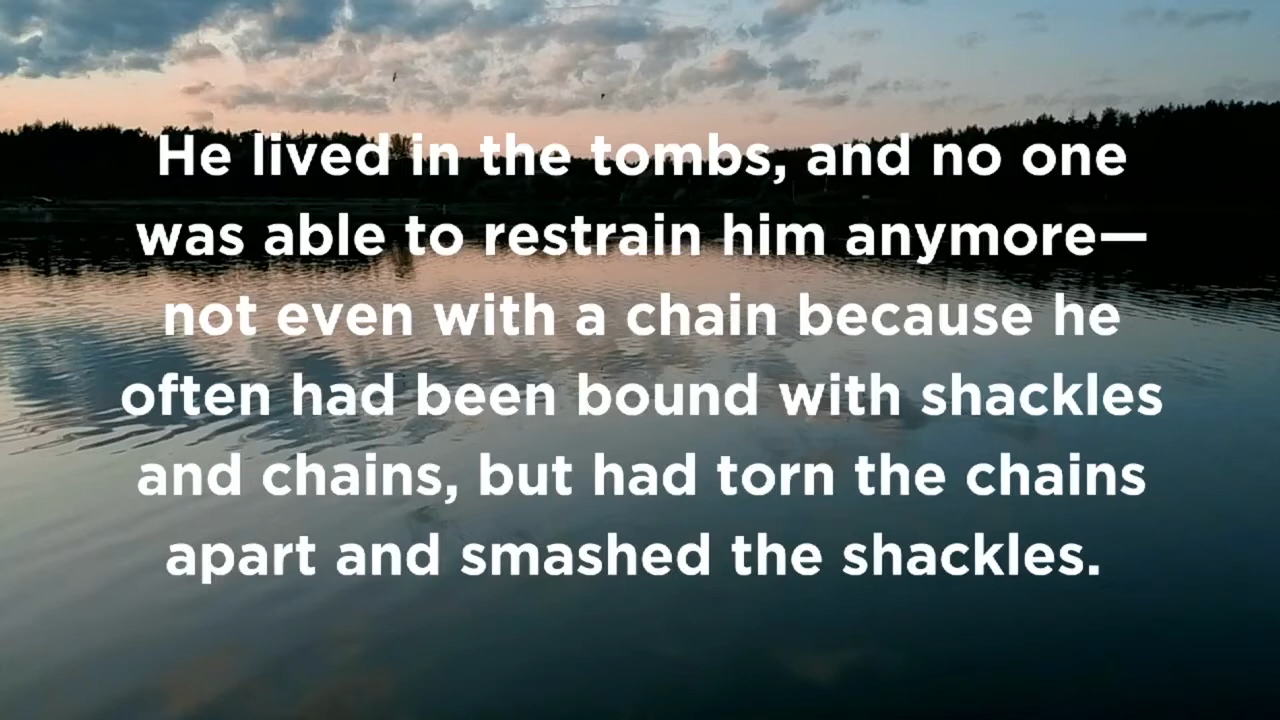 He lived in the tombs, and no one
was able to restrain him anymore—
not even with a chain because he
often had been bound with shackles
and chains, but had torn the chains
apart and smashed the shackles.